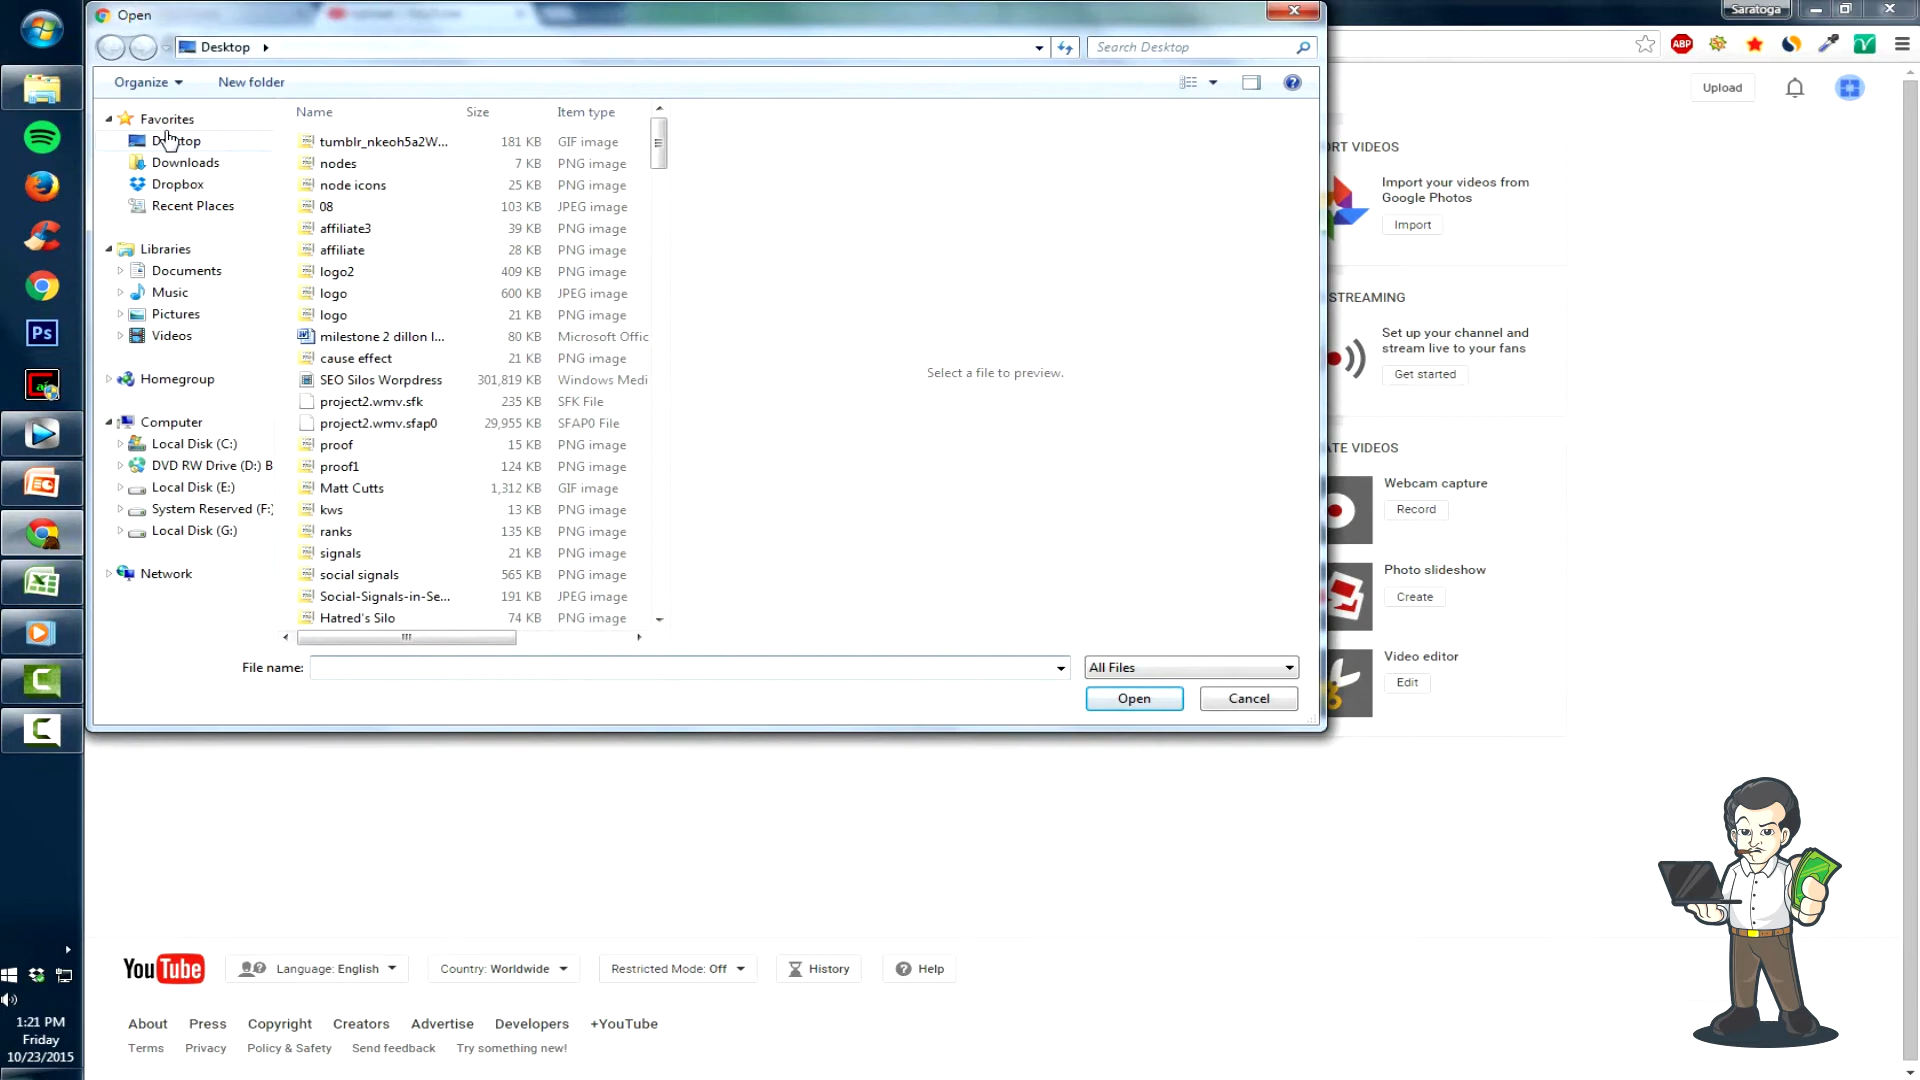 Open
Saratoga
Desktop
Search Desktop
Organize
New folder
Upload
Favorites
Desktop
Downloads
Dropbox
Recent Places
Libraries
Documents
Music
Pictures
Videos
Homegroup
Computer
Local Disk (C:)
DVD RW Drive (D:) B
Local Disk (E:)
System Reserved (F:)
Local Disk (G:)
Network
Name Size Item type
tumblr_nkeoh5a2W... 181 KB GIF image
nodes 7 KB PNG image
node icons 25 KB PNG image
08 103 KB JPEG image
affiliate3 39 KB PNG image
affiliate 28 KB PNG image
logo2 409 KB PNG image
logo 600 KB JPEG image
logo 21 KB PNG image
milestone 2 dillon l... 80 KB Microsoft Offic
cause effect 21 KB PNG image
SEO Silos Worpdress 301,819 KB Windows Medi
project2.wmv.sfk 235 KB SFK File
project2.wmv.sfap0 29,955 KB SFAP0 File
proof 15 KB PNG image
proof1 124 KB PNG image
Matt Cutts 1,312 KB GIF image
kws 13 KB PNG image
ranks 135 KB PNG image
signals 21 KB PNG image
social signals 565 KB PNG image
Social-Signals-in-Se... 191 KB JPEG image
Hatred's Silo 74 KB PNG image
Select a file to preview.
File name:
All Files
Open
Cancel
ABP
RT VIDEOS
Import your videos from
Google Photos
Import
STREAMING
Set up your channel and
stream live to your fans
Get started
ATE VIDEOS
Webcam capture
Record
Photo slideshow
Create
Video editor
Edit
Ps
YouTube
Language: English
Country: Worldwide
Restricted Mode: Off
History
Help
About Press Copyright Creators Advertise Developers +YouTube
Terms Privacy Policy & Safety Send feedback Try something new!
1:21 PM
Friday
10/23/2015